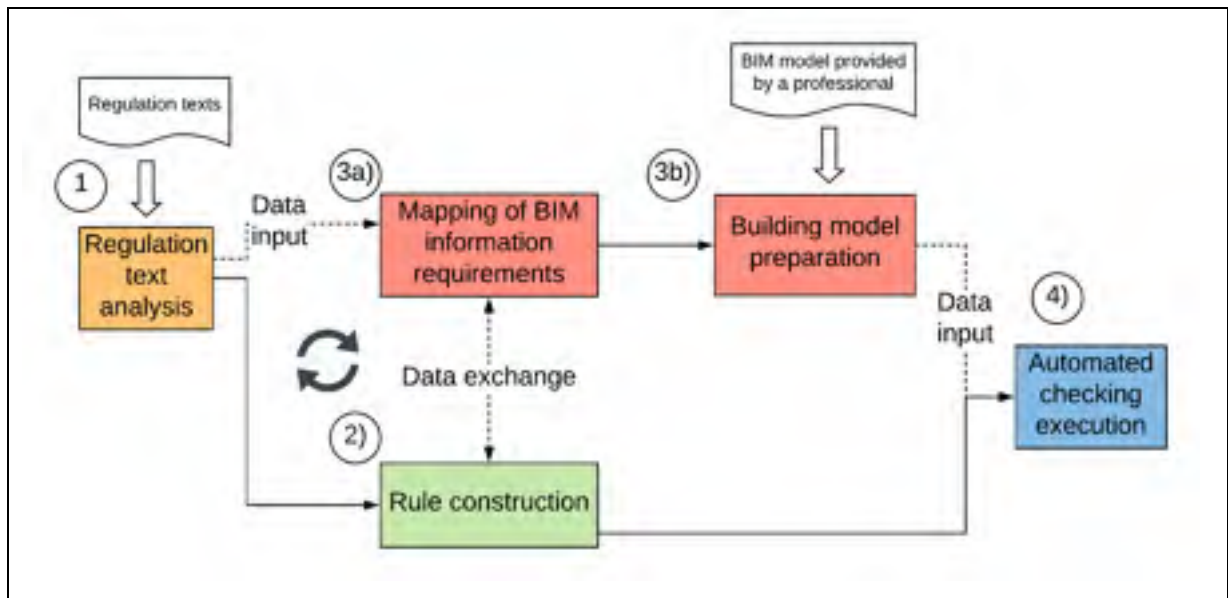 BIM model provided
by a professional
Regulation texts
1
3a)
3b)
Data
input
Mapping of BIM
information
requirements
Building model
preparation
Regulation
text
analysis
Data
input
4)
Data exchange
Automated
checking
execution
2)
Rule construction